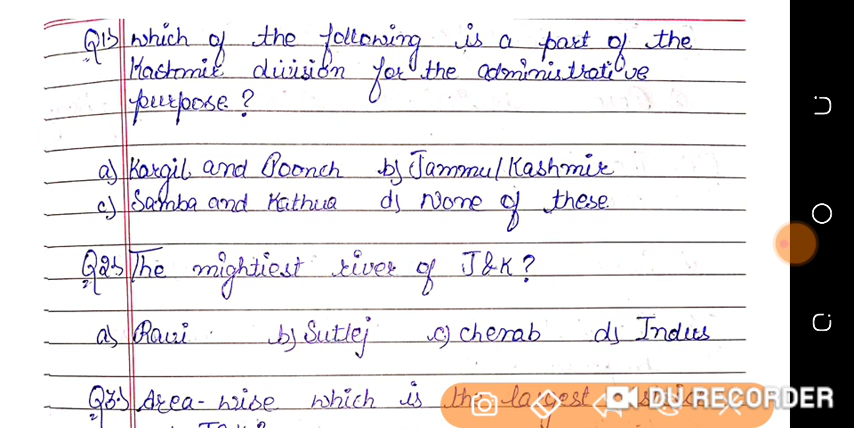 Q1) which of the following is a part of the
Kashmir division for the administrative
purpose?
a) Kargil and Poonch b) Jammu/Kashmir
c) Samba and Kathua d) None of these
Q2) The mightiest river of J&K?
a) Ravi b) Sutlej c) Chenab d) Indus
Q3) Area-wise which is the largest
DU RECORDER
J&K?